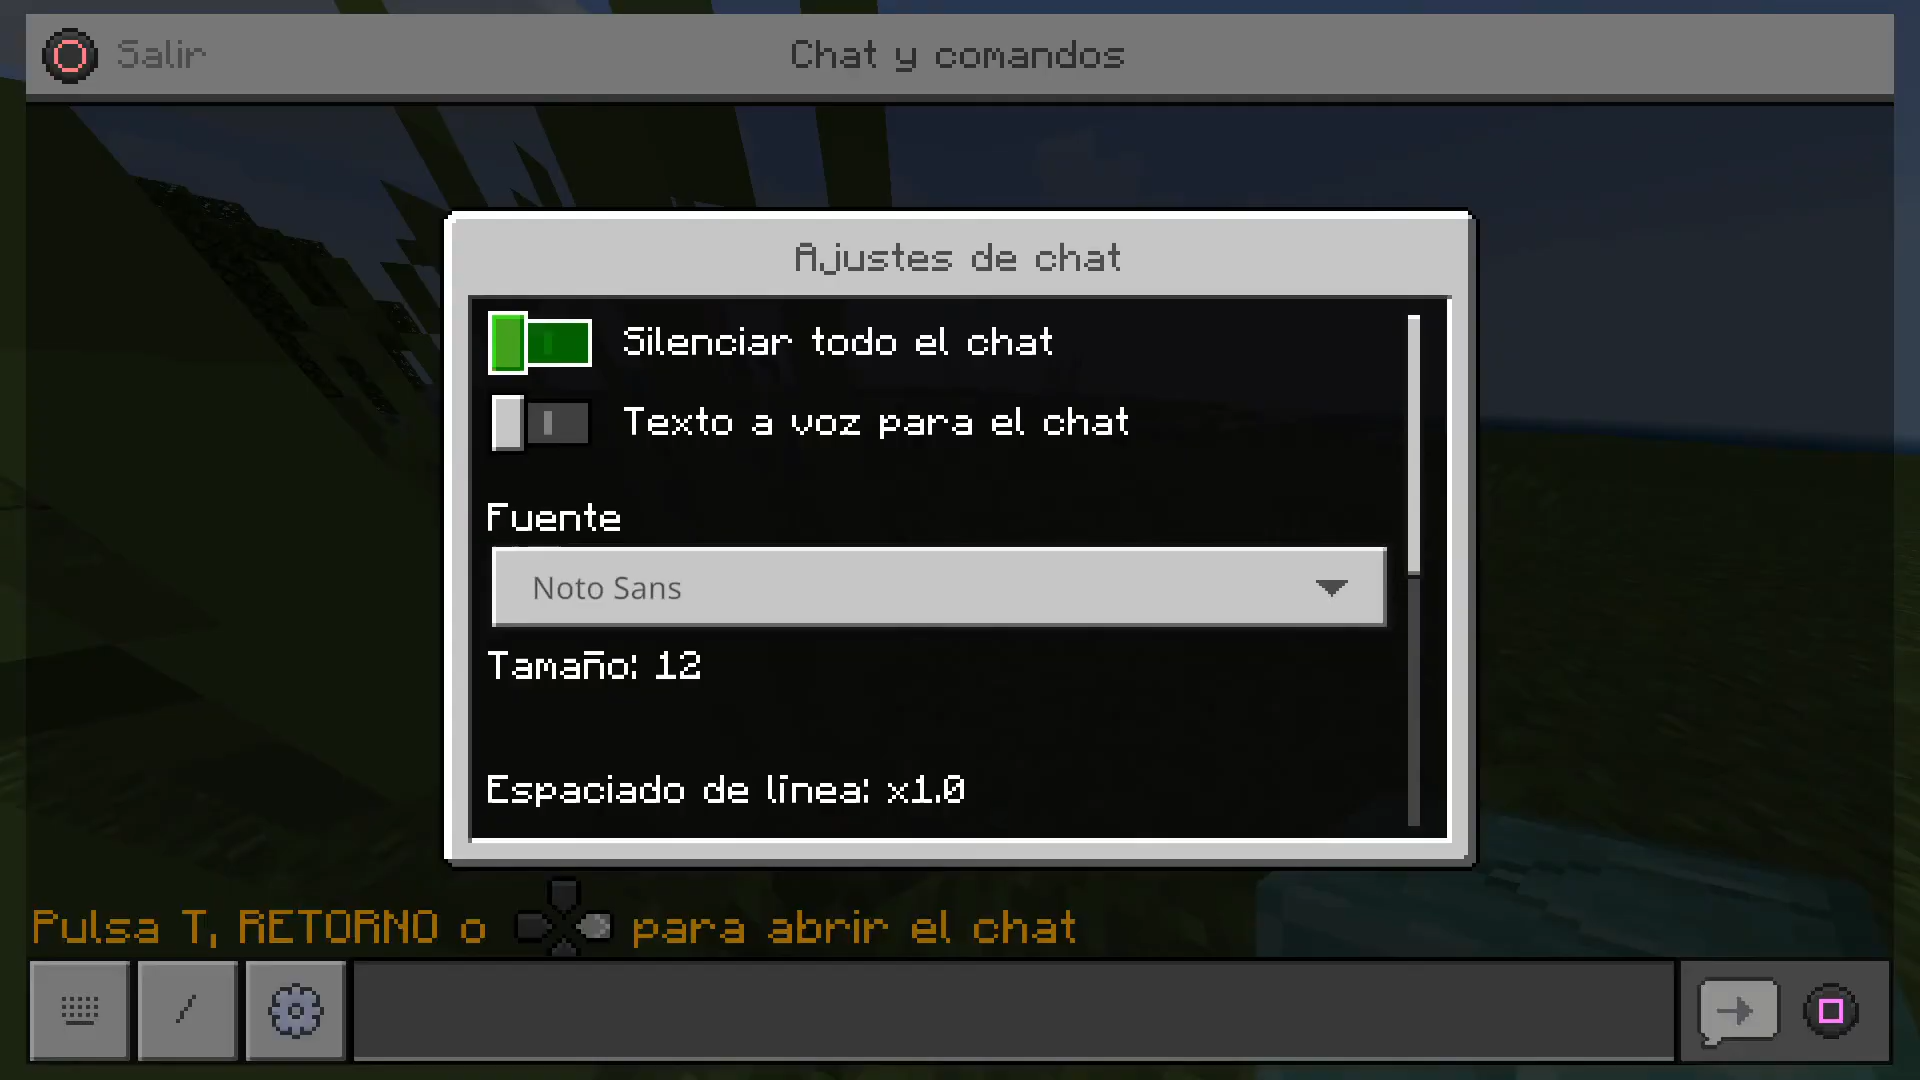 Salir
Chat y comandos
Ajustes de chat
Silenciar todo el chat
Texto a voz para el chat
Fuente
Noto Sans
Tamaño: 12
Espaciado de línea: x1.0
Pulsa T, RETORNO o para abrir el chat
/